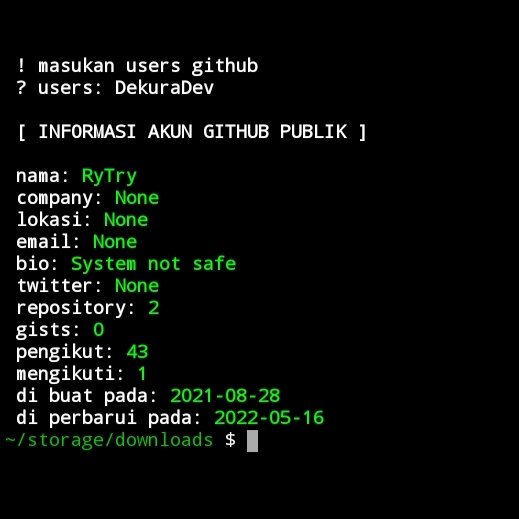 ! masukan users github
? users: DekuraDev
[ INFORMASI AKUN GITHUB PUBLIK ]
nama: RyTry
company: None
lokasi: None
email: None
bio: System not safe
twitter: None
repository: 2
gists: 0
pengikut: 43
mengikuti: 1
di buat pada: 2021-08-28
di perbarui pada: 2022-05-16
~/storage/downloads $